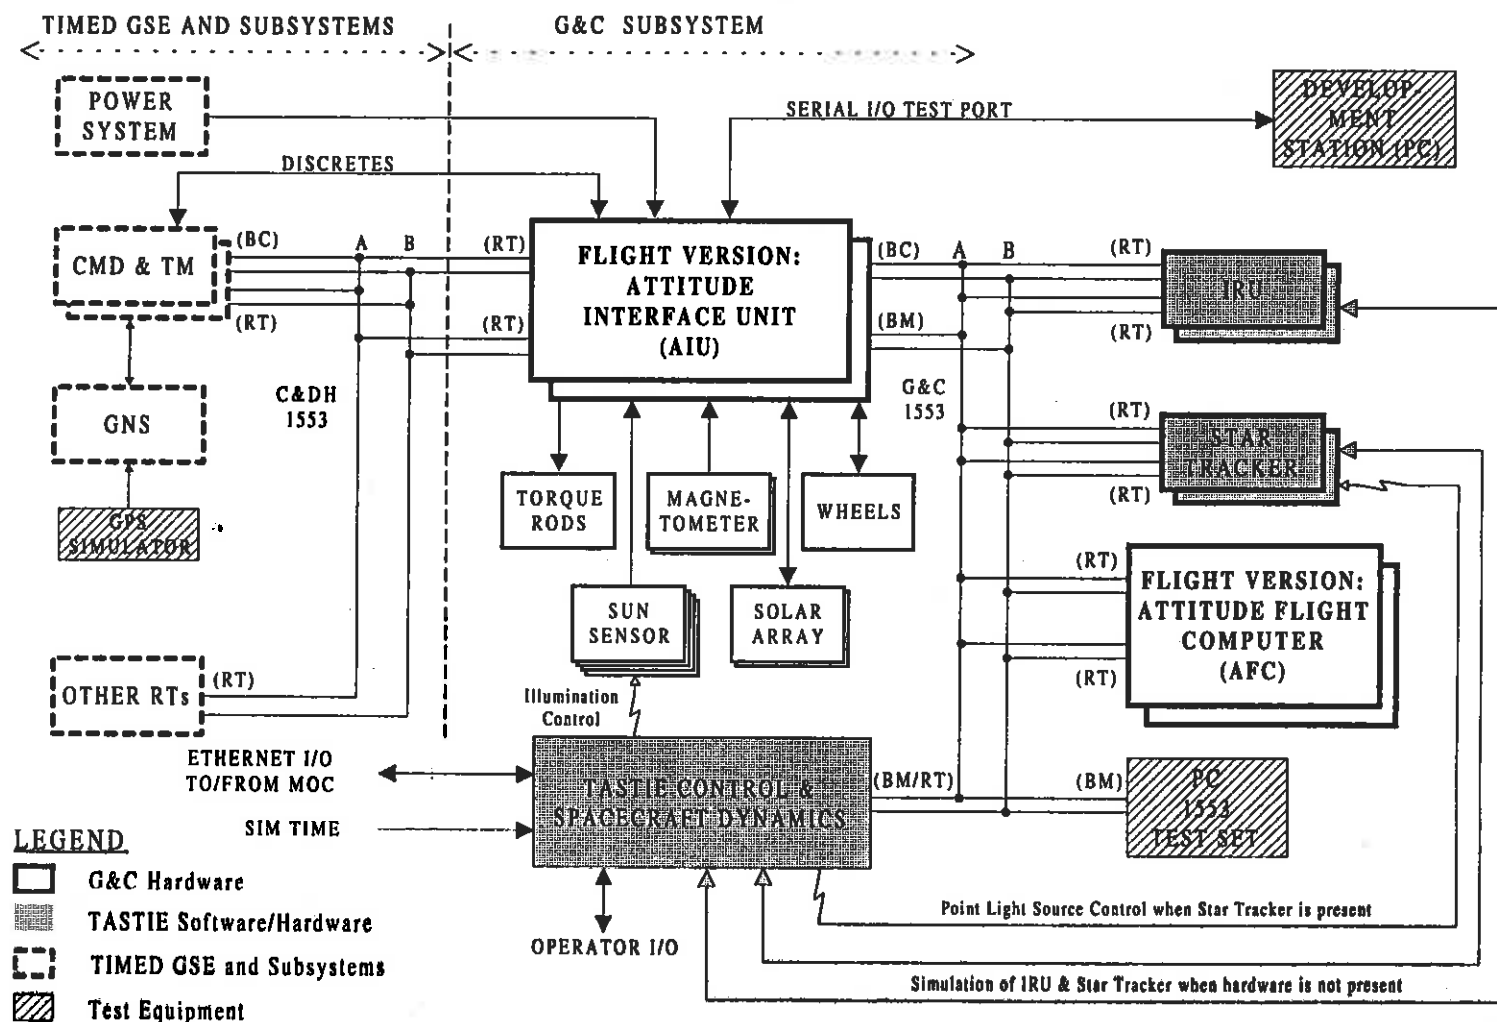 TIMED GSE AND SUBSYSTEMS
G&C SUBSYSTEM
POWER
SYSTEM
SERIAL I/O TEST PORT
DEVELOP-
MENT
STATION (PC)
DISCRETES
CMD & TM
(BC)
A
B
(RT)
(RT)
(RT)
FLIGHT VERSION:
ATTITUDE
INTERFACE UNIT
(AIU)
(BC)
A
B
(RT)
(BM)
(RT)
IRU
C&DH
1553
G&C
1553
GNS
GPS
SIMULATOR
TORQUE
RODS
MAGNE-
TOMETER
WHEELS
(RT)
(RT)
STAR
TRACKER
SUN
SENSOR
SOLAR
ARRAY
(RT)
(RT)
FLIGHT VERSION:
ATTITUDE FLIGHT
COMPUTER
(AFC)
OTHER RTs
(RT)
Illumination
Control
ETHERNET I/O
TO/FROM MOC
SIM TIME
TASTIE CONTROL &
SPACECRAFT DYNAMICS
(BM/RT)
(BM)
PC
1553
TEST SET
OPERATOR I/O
Point Light Source Control when Star Tracker is present
Simulation of IRU & Star Tracker when hardware is not present
LEGEND
G&C Hardware
TASTIE Software/Hardware
TIMED GSE and Subsystems
Test Equipment